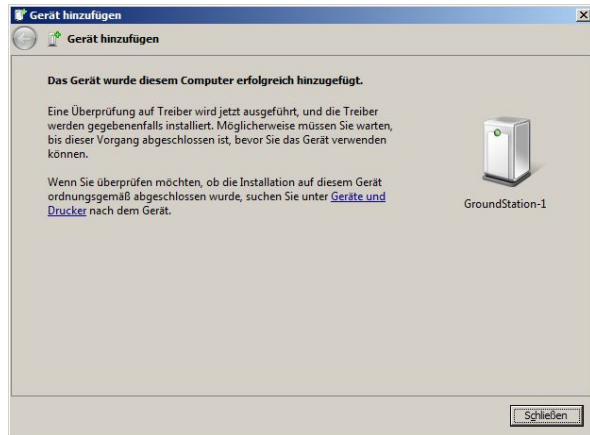 Gerät hinzufügen
Gerät hinzufügen
Das Gerät wurde diesem Computer erfolgreich hinzugefügt.
Eine Überprüfung auf Treiber wird jetzt ausgeführt, und die Treiber
werden gegebenenfalls installiert. Möglicherweise müssen Sie warten,
bis dieser Vorgang abgeschlossen ist, bevor Sie das Gerät verwenden
können.
Wenn Sie überprüfen möchten, ob die Installation auf diesem Gerät
ordnungsgemäß abgeschlossen wurde, suchen Sie unter Geräte und
Drucker nach dem Gerät.
GroundStation-1
Schließen